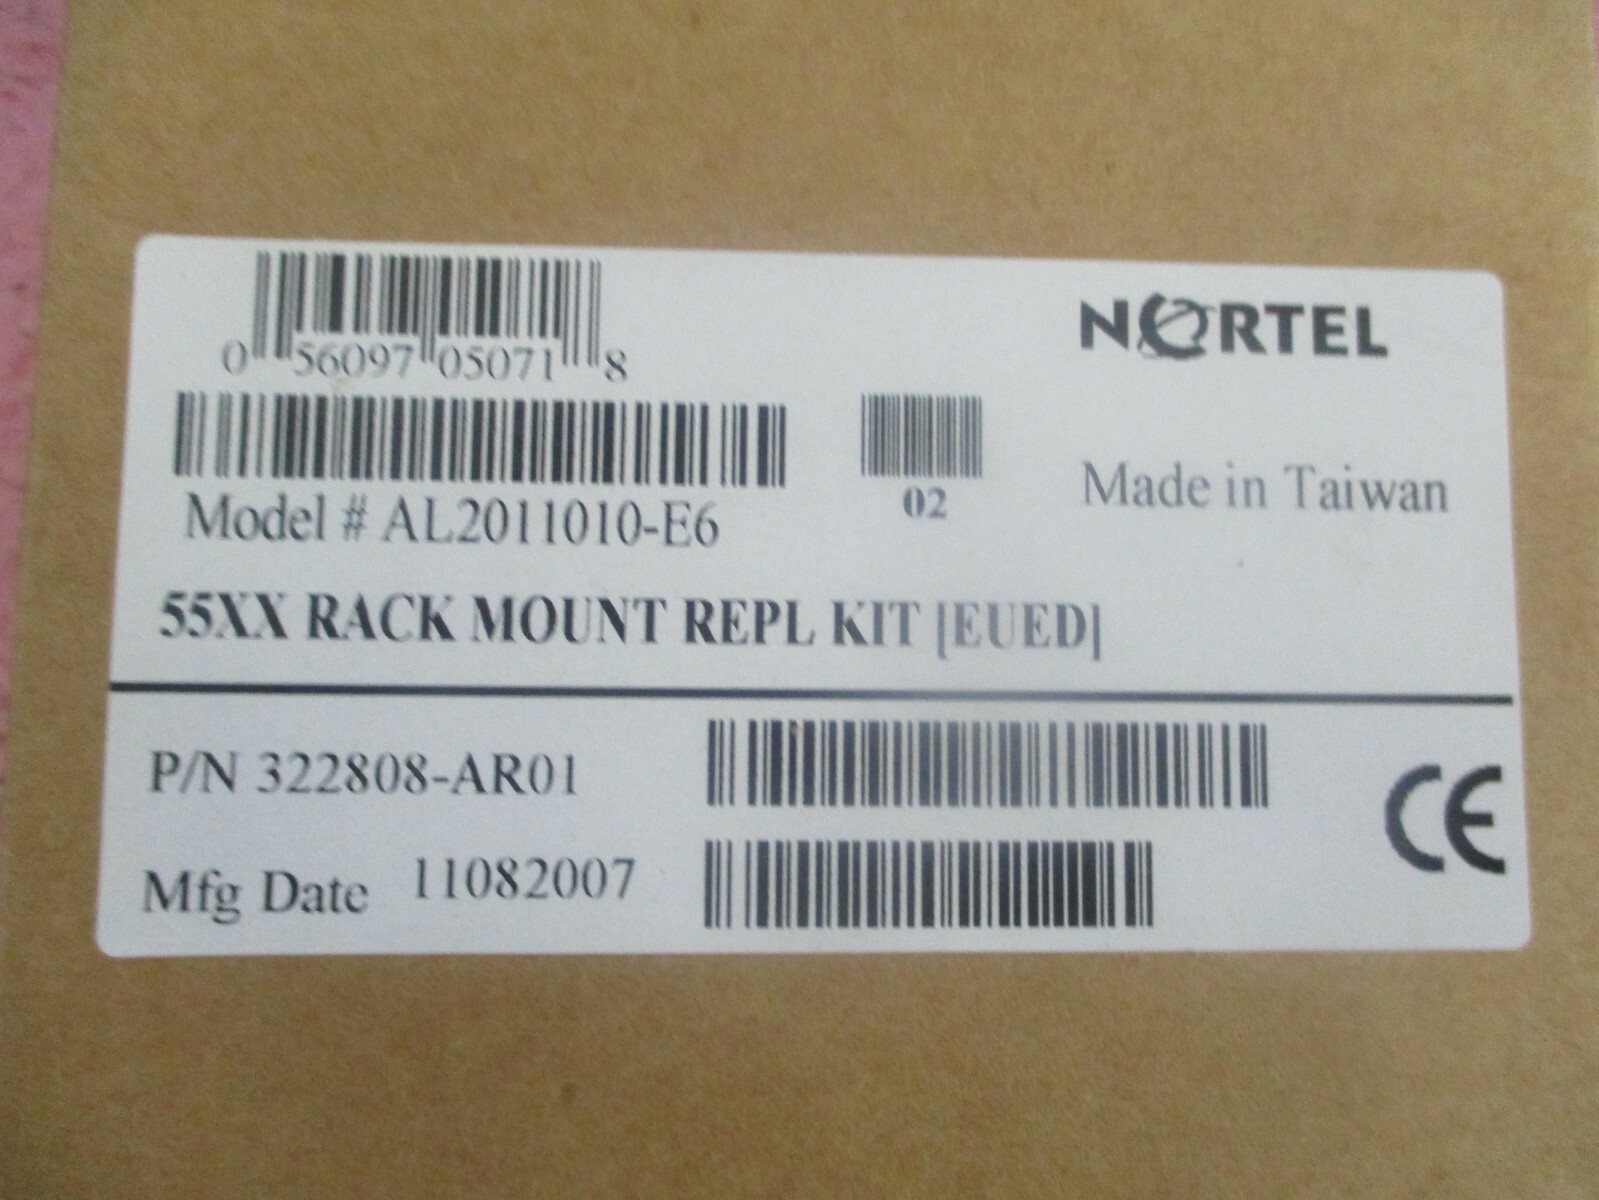 0 56097 05071 8
NORTEL
Model # AL2011010-E6
02
Made in Taiwan
55XX RACK MOUNT REPL KIT [EUED]
P/N 322808-AR01
CE
Mfg Date 11082007